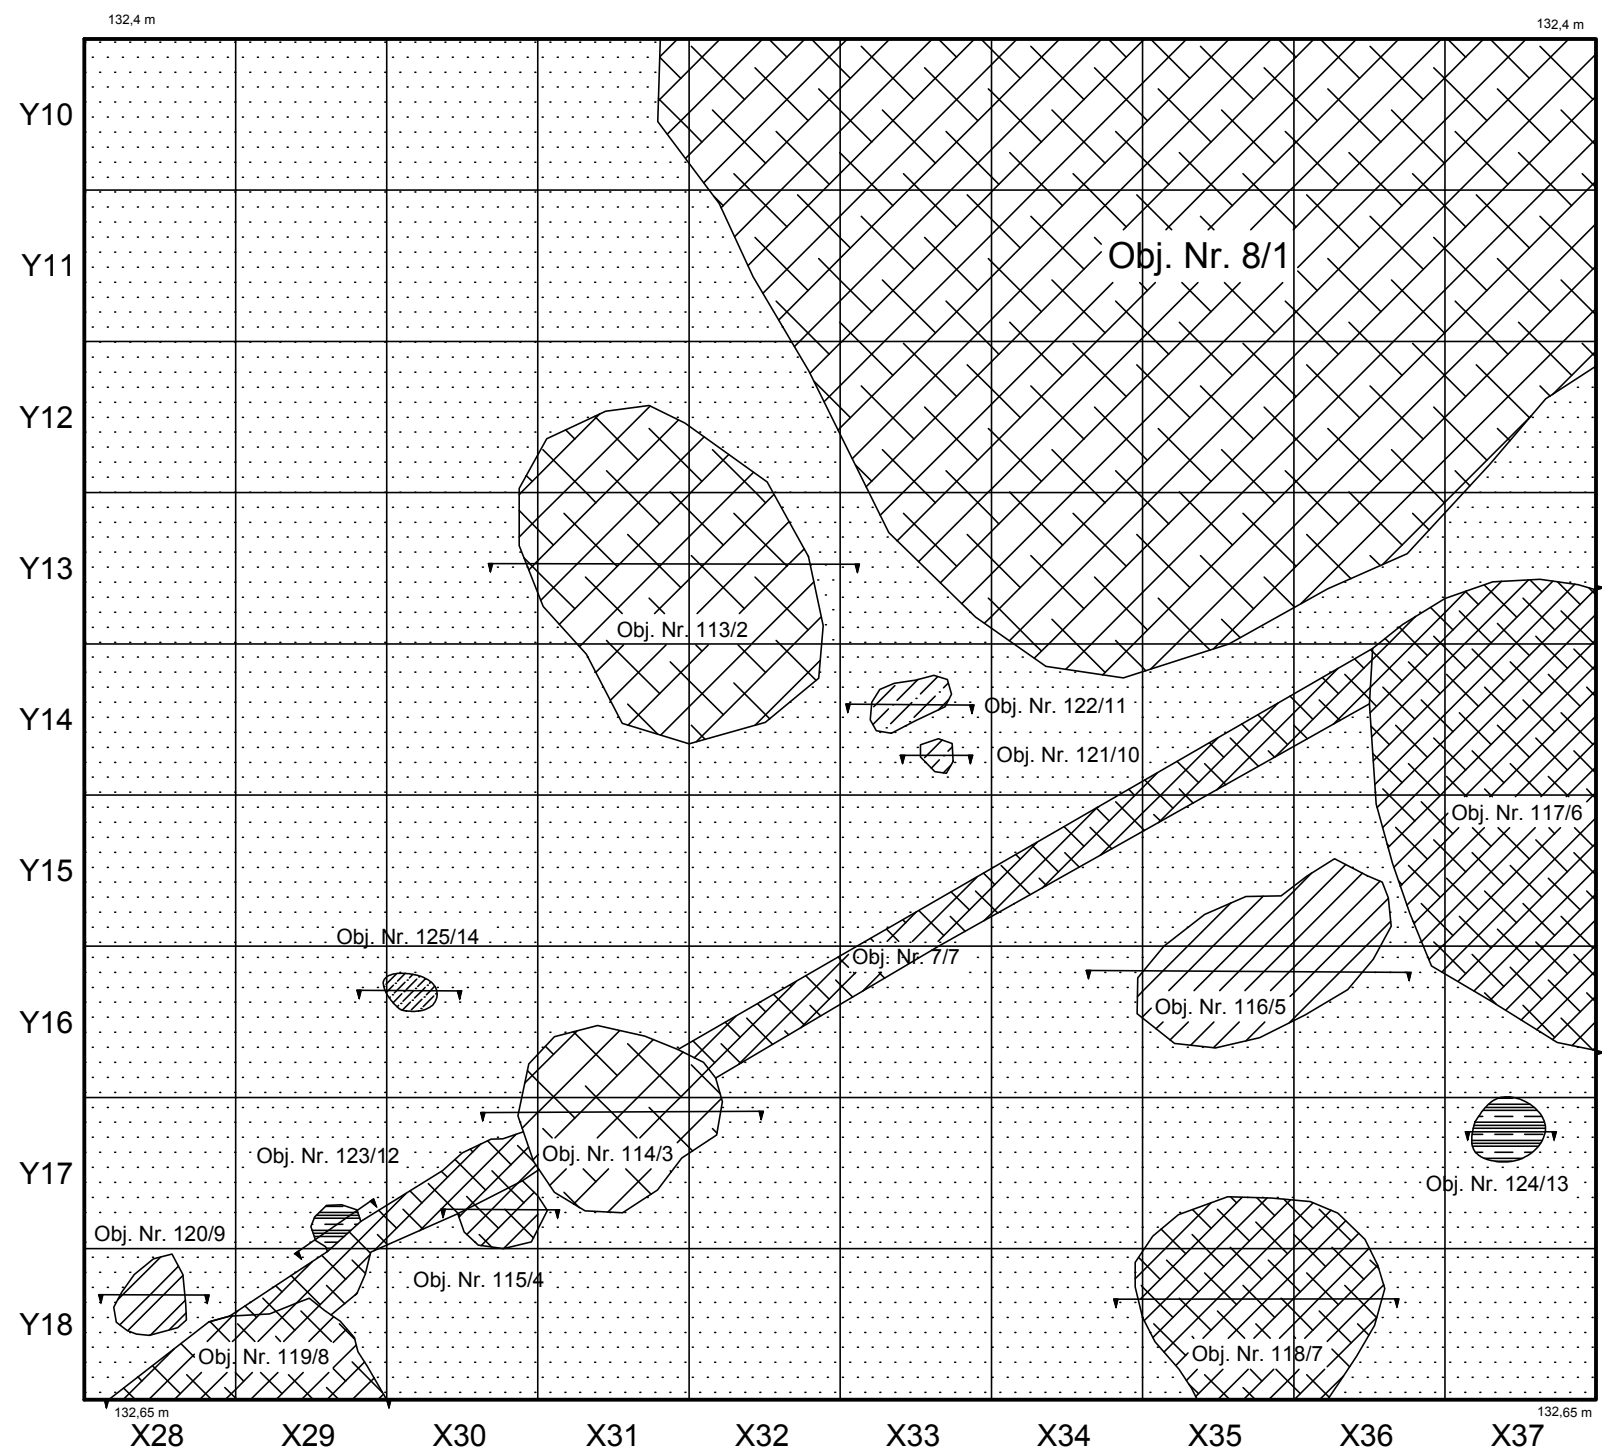 132,4 m
132,4 m
Y10
Y11
Obj. Nr. 8/1
Y12
Y13
Obj. Nr. 113/2
Y14
Obj. Nr. 122/11
Obj. Nr. 121/10
Obj. Nr. 117/6
Y15
Obj. Nr. 125/14
Obj. Nr. 7/7
Obj. Nr. 116/5
Y16
Obj. Nr. 123/12
Obj. Nr. 114/3
Y17
Obj. Nr. 124/13
Obj. Nr. 120/9
Obj. Nr. 115/4
Y18
Obj. Nr. 119/8
Obj. Nr. 118/7
132,65 m
132,65 m
X28 X29 X30 X31 X32 X33 X34 X35 X36 X37